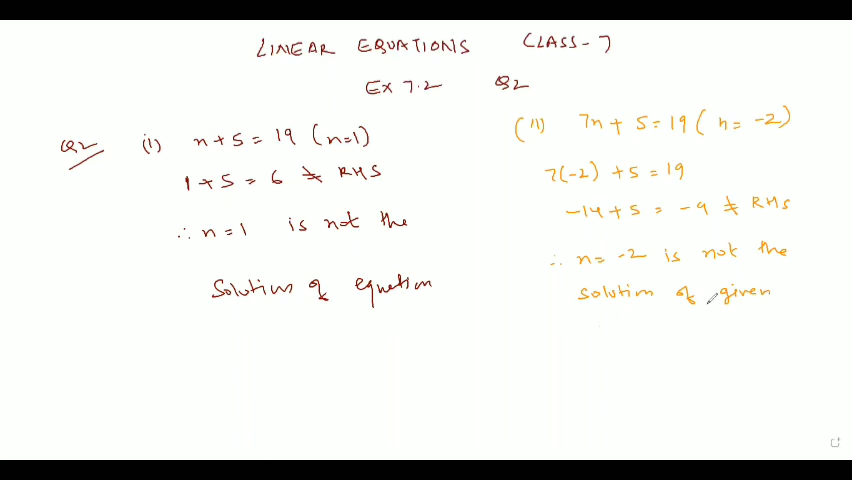 LINEAR EQUATIONS CLASS-7
Ex 7.2 Q2
Q2 (i) n+5 = 19 (n=1)
1+5 = 6 ≠ RHS
∴ n=1 is not the
solution of equation
(ii) 7n + 5 = 19 (n = -2)
7(-2) + 5 = 19
-14+5 = -9 ≠ RHS
∴ n= -2 is not the
solution of given